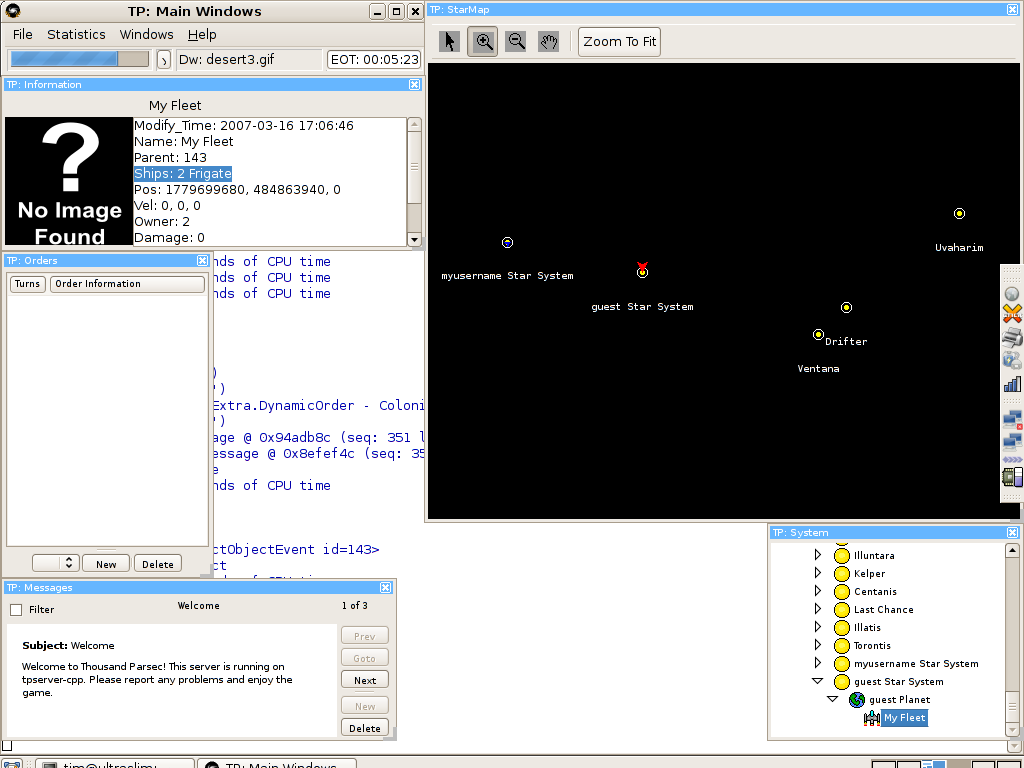 TP: Main Windows
File Statistics Windows Help
Dw: desert3.gif EOT: 00:05:23
TP: Information
My Fleet
? No Image Found
Modify_Time: 2007-03-16 17:06:46
Name: My Fleet
Parent: 143
Ships: 2 Frigate
Pos: 1779699680, 484863940, 0
Vel: 0, 0, 0
Owner: 2
Damage: 0
TP: Orders
Turns Order Information
New Delete
nds of CPU time
nds of CPU time
nds of CPU time
)
')
Extra.DynamicOrder - Coloni
')
age @ 0x94adb8c (seq: 351 l
essage @ 0x8efef4c (seq: 35
e
nds of CPU time
ctObjectEvent id=143>
ct
TP: Messages
Filter Welcome 1 of 3
Subject: Welcome
Welcome to Thousand Parsec! This server is running on
tpserver-cpp. Please report any problems and enjoy the
game.
Prev
Goto
Next
New
Delete
TP: StarMap
Zoom To Fit
Uvaharim
myusername Star System
guest Star System
Drifter
Ventana
TP: System
Illuntara
Kelper
Centanis
Last Chance
Illatis
Torontis
myusername Star System
guest Star System
guest Planet
My Fleet
tim@ultraslim:
TP: Main Windows